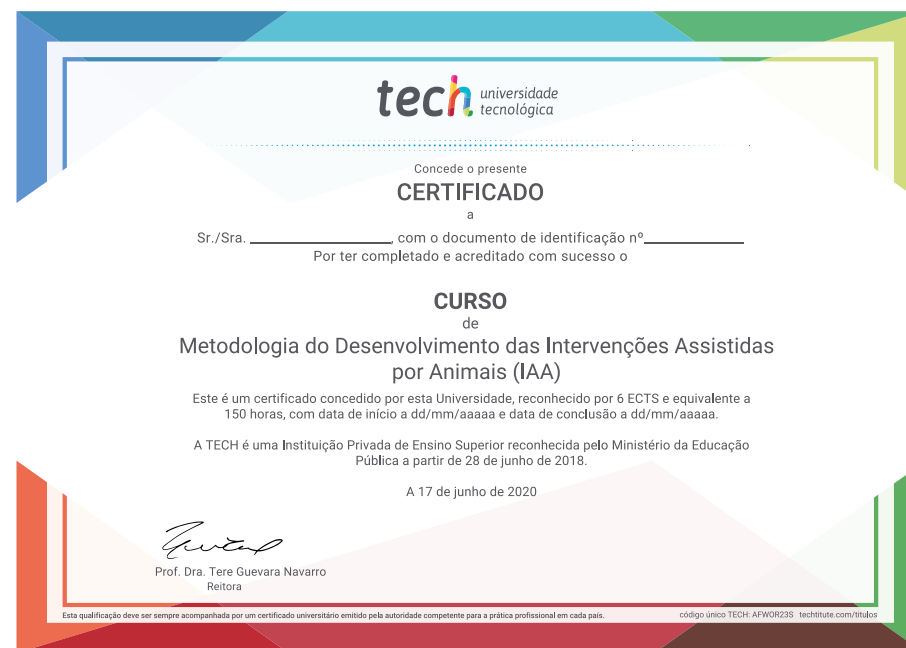 tech universidade
tecnológica
Concede o presente
CERTIFICADO
a
Sr./Sra. ____________________, com o documento de identificação nº______________
Por ter completado e acreditado com sucesso o
CURSO
de
Metodologia do Desenvolvimento das Intervenções Assistidas
por Animais (IAA)
Este é um certificado concedido por esta Universidade, reconhecido por 6 ECTS e equivalente a
150 horas, com data de início a dd/mm/aaaaa e data de conclusão a dd/mm/aaaaa.
A TECH é uma Instituição Privada de Ensino Superior reconhecida pelo Ministério da Educação
Pública a partir de 28 de junho de 2018.
A 17 de junho de 2020
Prof. Dra. Tere Guevara Navarro
Reitora
Esta qualificação deve ser sempre acompanhada por um certificado universitário emitido pela autoridade competente para a prática profissional em cada país.
código único TECH: AFWOR23S techtitute.com/títulos